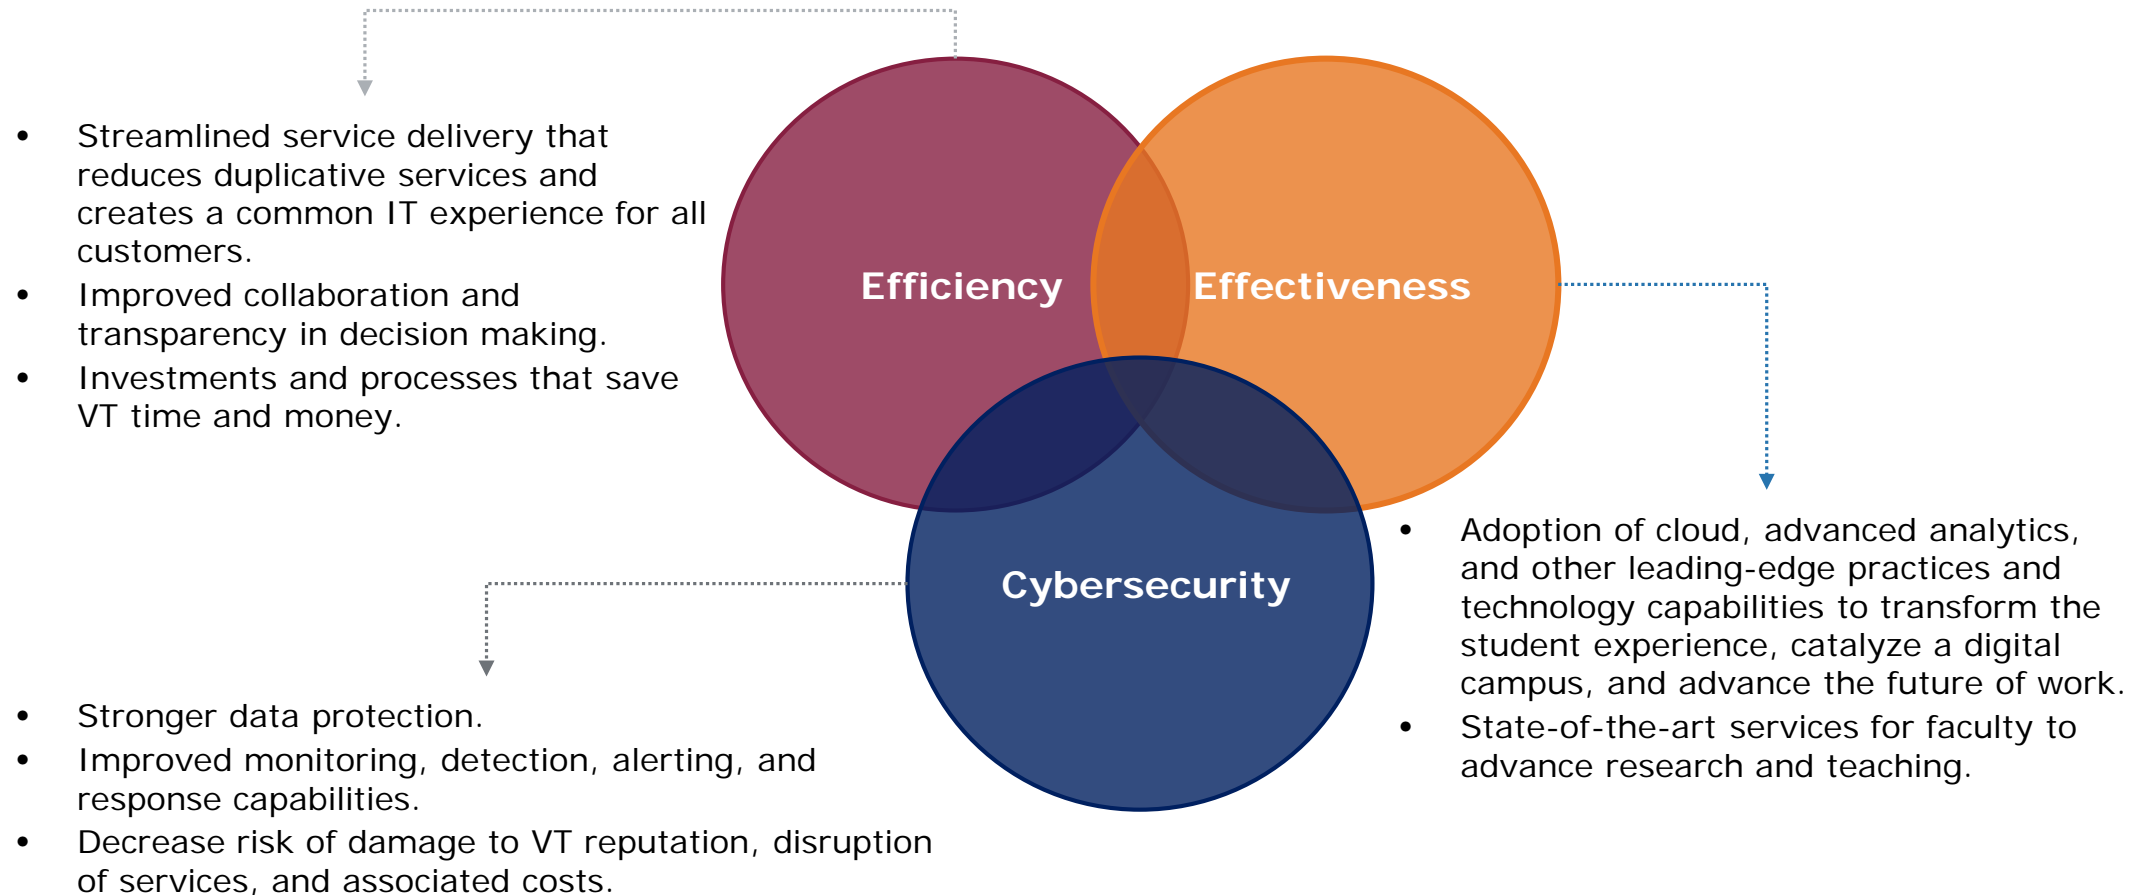 • Streamlined service delivery that
reduces duplicative services and
creates a common IT experience for all
customers.
• Improved collaboration and
transparency in decision making.
• Investments and processes that save
VT time and money.
Efficiency
Effectiveness
Cybersecurity
• Adoption of cloud, advanced analytics,
and other leading-edge practices and
technology capabilities to transform the
student experience, catalyze a digital
campus, and advance the future of work.
• State-of-the-art services for faculty to
advance research and teaching.
• Stronger data protection.
• Improved monitoring, detection, alerting, and
response capabilities.
• Decrease risk of damage to VT reputation, disruption
of services, and associated costs.